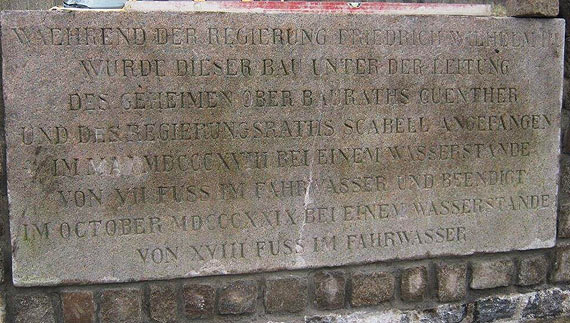 WAEHREND DER REGIERUNG FRIEDRICH WILHELM III
WURDE DIESER BAU UNTER DER LEITUNG
DES GEHEIMEN OBER BAURATHS GUENTHER
UND DES REGIERUNGSRATHS SCABELL ANGEFANGEN
IM MAY MDCCCXVIII BEI EINEM WASSERSTANDE
VON VII FUSS IM FAHRWASSER UND BEENDIGT
IM OCTOBER MDCCCXXIX BEI EINEM WASSERSTANDE
VON XVIII FUSS IM FAHRWASSER